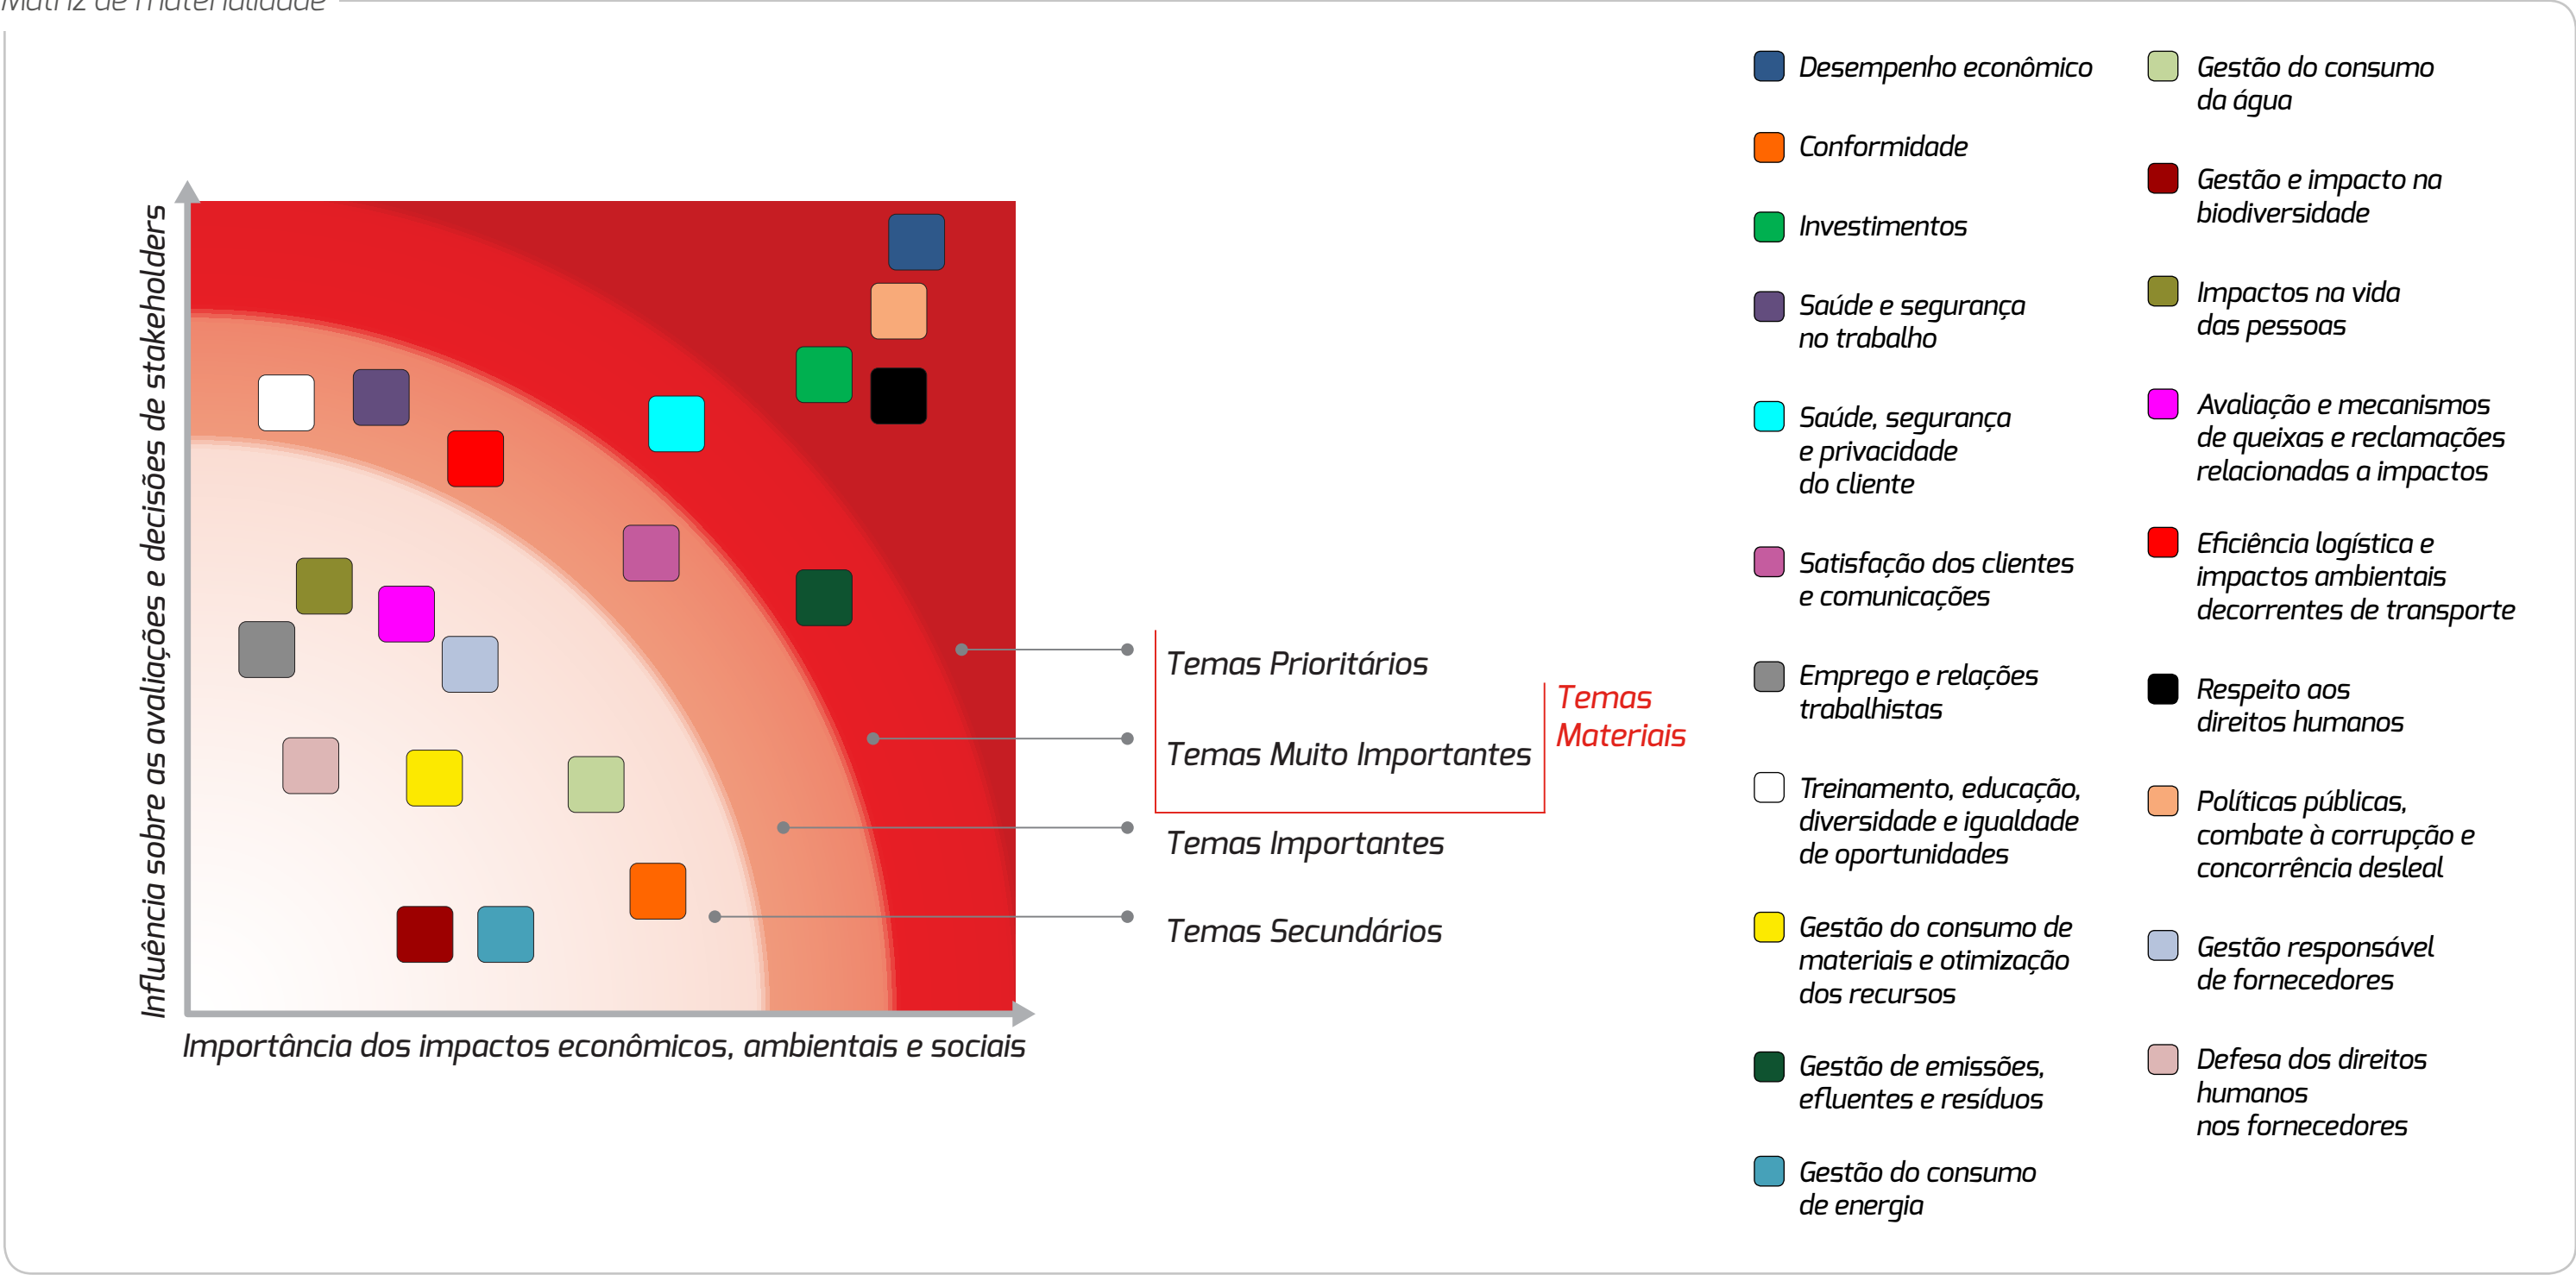 Matriz de materialidade
Influência sobre as avaliações e decisões de stakeholders
Importância dos impactos econômicos, ambientais e sociais
Temas Prioritários
Temas Muito Importantes
Temas Importantes
Temas Secundários
Temas
Materiais
Desempenho econômico
Conformidade
Investimentos
Saúde e segurança
no trabalho
Saúde, segurança
e privacidade
do cliente
Satisfação dos clientes
e comunicações
Emprego e relações
trabalhistas
Treinamento, educação,
diversidade e igualdade
de oportunidades
Gestão do consumo de
materiais e otimização
dos recursos
Gestão de emissões,
efluentes e resíduos
Gestão do consumo
de energia
Gestão do consumo
da água
Gestão e impacto na
biodiversidade
Impactos na vida
das pessoas
Avaliação e mecanismos
de queixas e reclamações
relacionadas a impactos
Eficiência logística e
impactos ambientais
decorrentes de transporte
Respeito aos
direitos humanos
Políticas públicas,
combate à corrupção e
concorrência desleal
Gestão responsável
de fornecedores
Defesa dos direitos
humanos
nos fornecedores